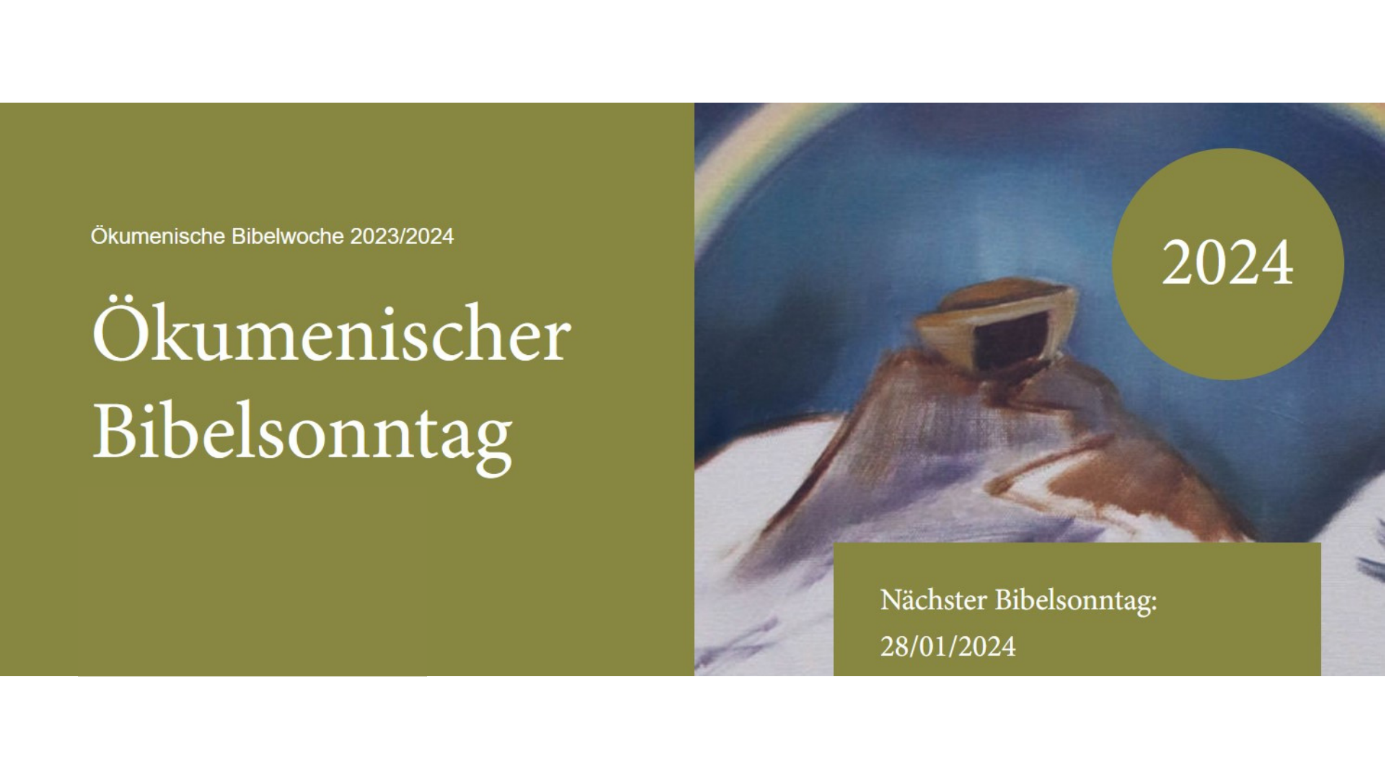 Ökumenische Bibelwoche 2023/2024
Ökumenischer
Bibelsonntag
2024
Nächster Bibelsonntag:
28/01/2024